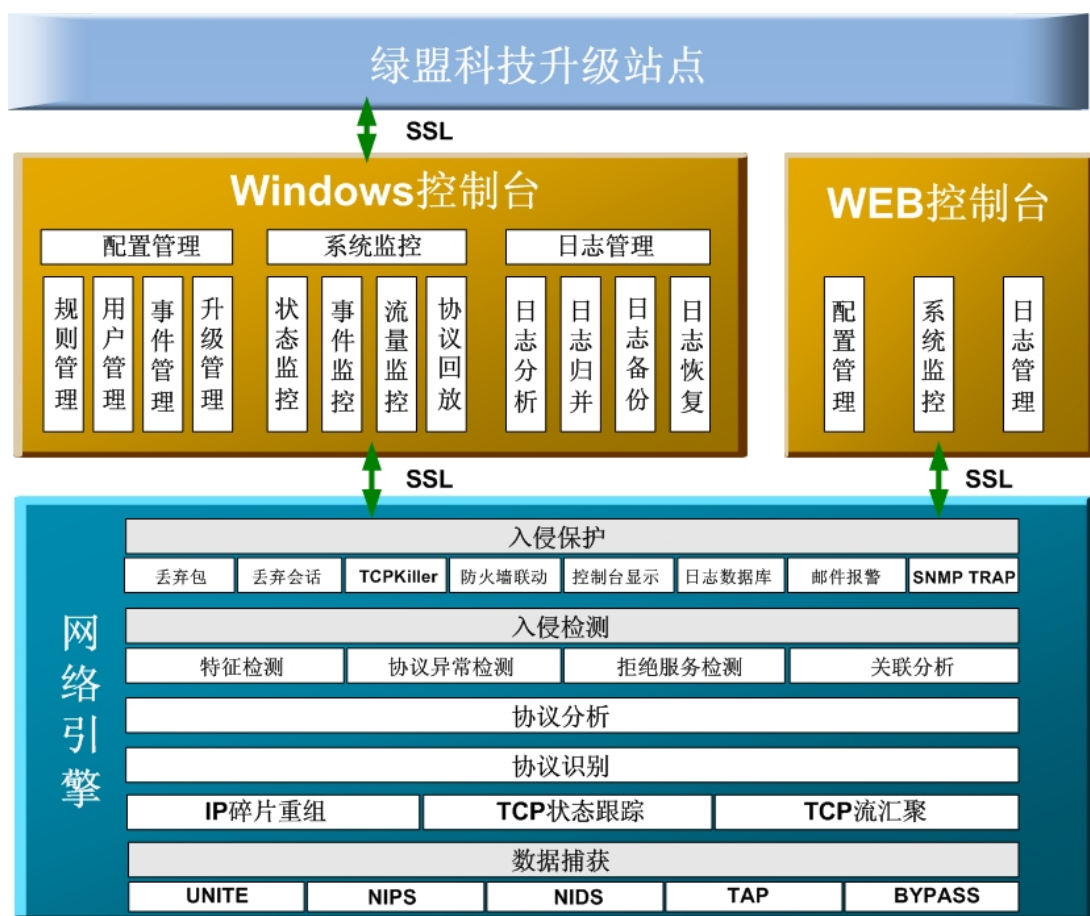 绿盟科技升级站点
SSL
Windows控制台
配置管理
系统监控
日志管理
规则管理
用户管理
事件管理
升级管理
状态监控
事件监控
流量监控
协议回放
日志分析
日志归并
日志备份
日志恢复
WEB控制台
配置管理
系统监控
日志管理
SSL
SSL
网络引擎
入侵保护
丢弃包
丢弃会话
TCPKiller
防火墙联动
控制台显示
日志数据库
邮件报警
SNMP TRAP
入侵检测
特征检测
协议异常检测
拒绝服务检测
关联分析
协议分析
协议识别
IP碎片重组
TCP状态跟踪
TCP流汇聚
数据捕获
UNITE
NIPS
NIDS
TAP
BYPASS